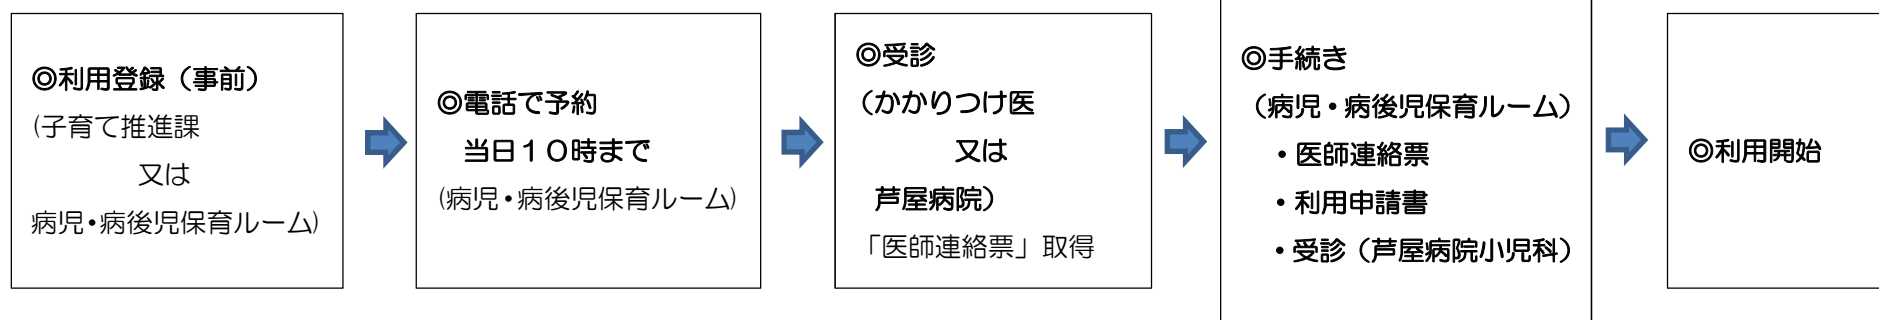 ◎利用登録（事前）
(子育て推進課
又は
病児・病後児保育ルーム)
◎電話で予約
当日１０時まで
(病児・病後児保育ルーム)
◎受診
（かかりつけ医
又は
芦屋病院）
「医師連絡票」取得
◎手続き
（病児・病後児保育ルーム）
・医師連絡票
・利用申請書
・受診（芦屋病院小児科）
◎利用開始